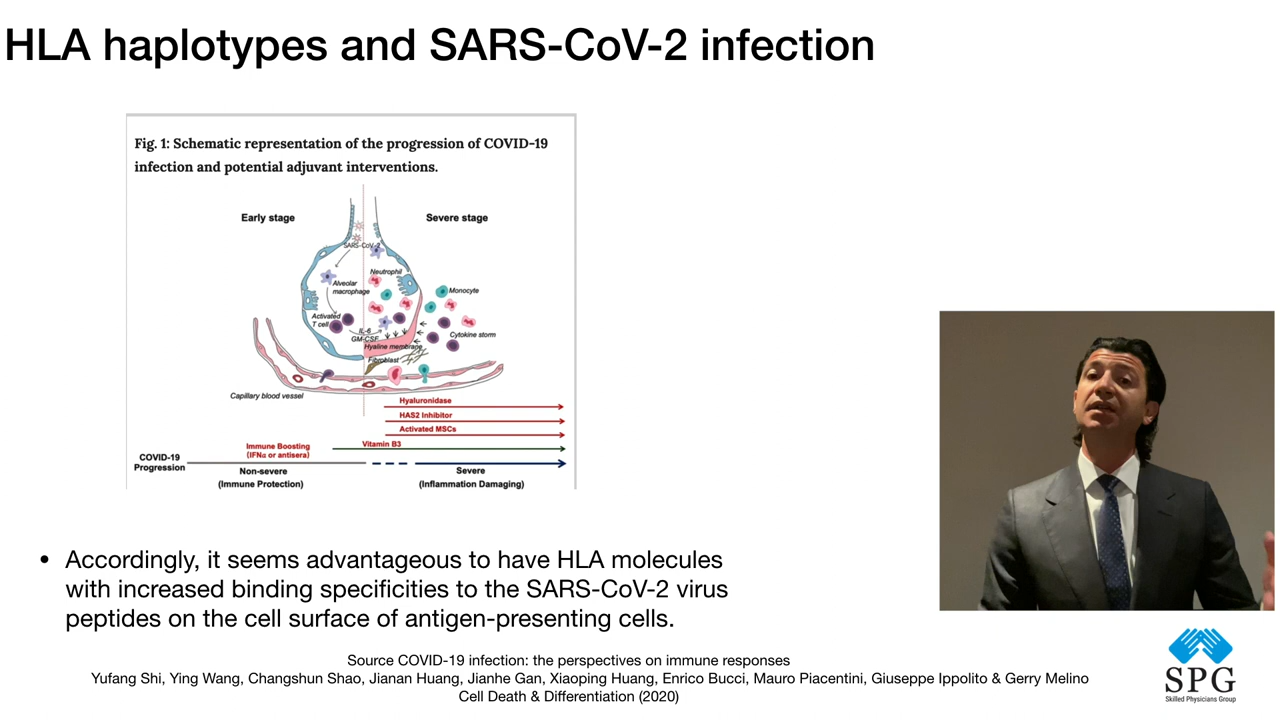 HLA haplotypes and SARS-CoV-2 infection
Fig. 1: Schematic representation of the progression of COVID-19
infection and potential adjuvant interventions.
Early stage
Severe stage
SARS-CoV-2
Neutrophil
Alveolar
macrophage
Monocyte
Activated
T cell
IL-6
GM-CSF
Cytokine storm
Hyaline membrane
Fibroblast
Capillary blood vessel
Hyaluronidase
HAS2 Inhibitor
Activated MSCs
Vitamin B3
Immune Boosting
(IFNα or antisera)
COVID-19
Progression
Non-severe
(Immune Protection)
Severe
(Inflammation Damaging)
• Accordingly, it seems advantageous to have HLA molecules
with increased binding specificities to the SARS-CoV-2 virus
peptides on the cell surface of antigen-presenting cells.
Source COVID-19 infection: the perspectives on immune responses
Yufang Shi, Ying Wang, Changshun Shao, Jianan Huang, Jianhe Gan, Xiaoping Huang, Enrico Bucci, Mauro Piacentini, Giuseppe Ippolito & Gerry Melino
Cell Death & Differentiation (2020)
SPG
Skilled Physicians Group